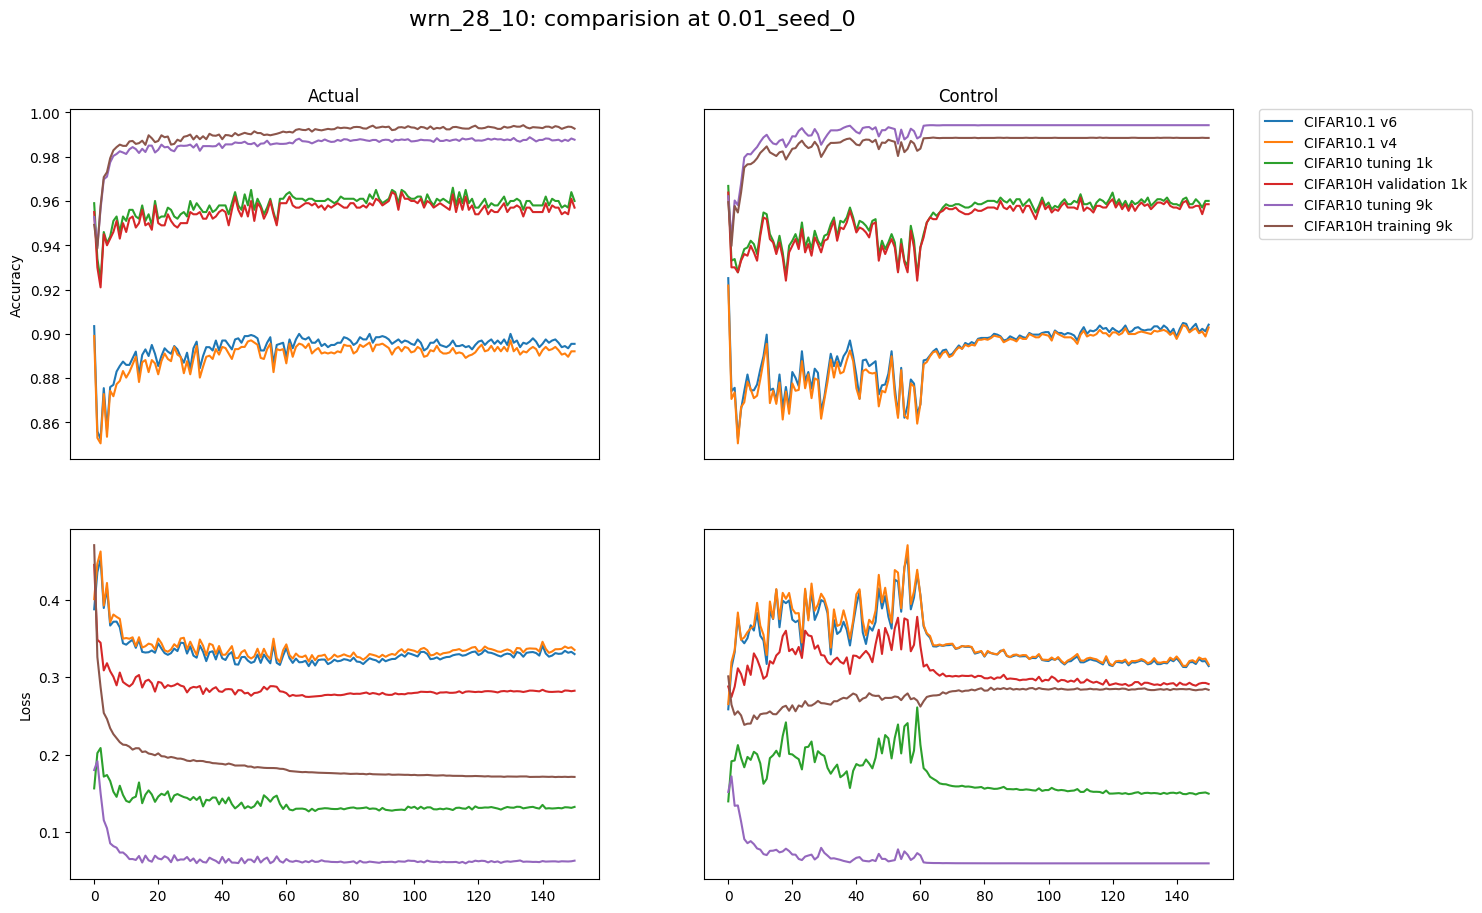 wrn_28_10: comparision at 0.01_seed_0
Actual
Control
Accuracy
1.00
0.98
0.96
0.94
0.92
0.90
0.88
0.86
CIFAR10.1 v6
CIFAR10.1 v4
CIFAR10 tuning 1k
CIFAR10H validation 1k
CIFAR10 tuning 9k
CIFAR10H training 9k
Loss
0.4
0.3
0.2
0.1
0 20 40 60 80 100 120 140
0 20 40 60 80 100 120 140